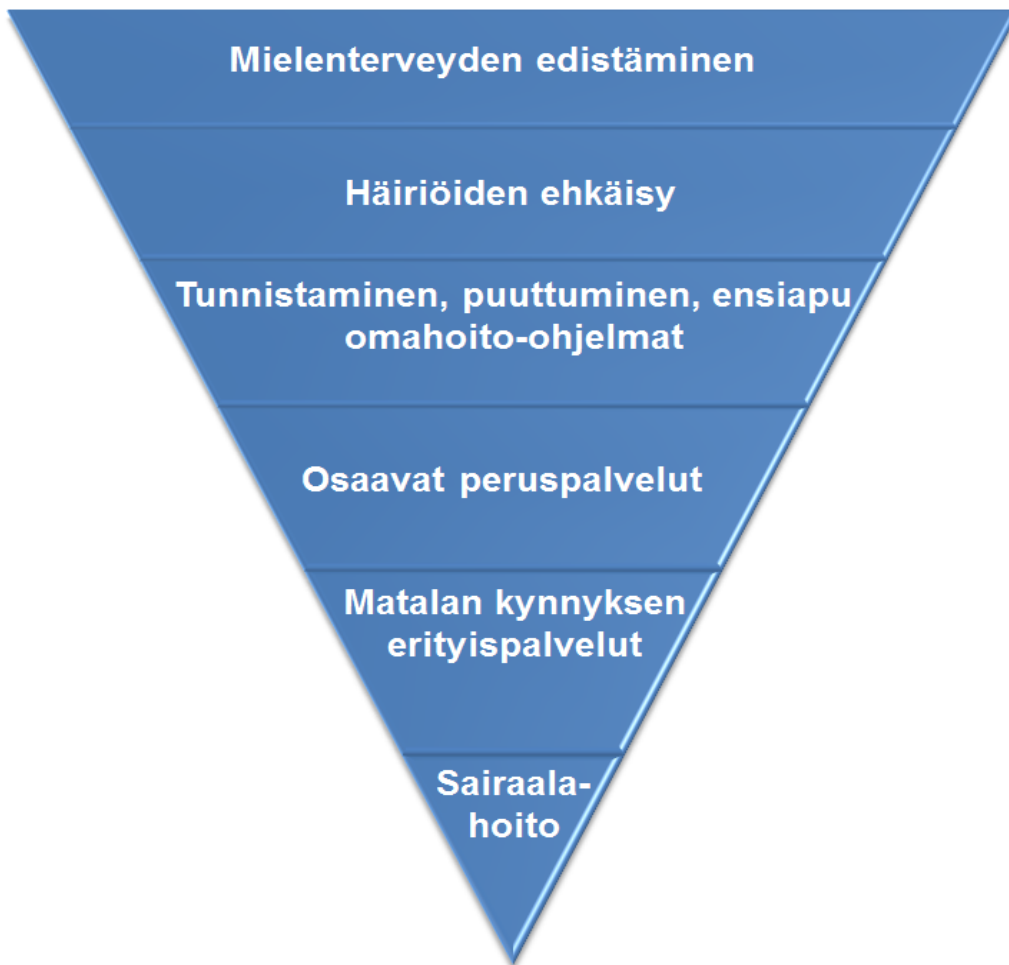 Mielenterveyden edistäminen
Häiriöiden ehkäisy
Tunnistaminen, puuttuminen, ensiapu
omahoito-ohjelmat
Osaavat peruspalvelut
Matalan kynnyksen
erityispalvelut
Sairaala-
hoito